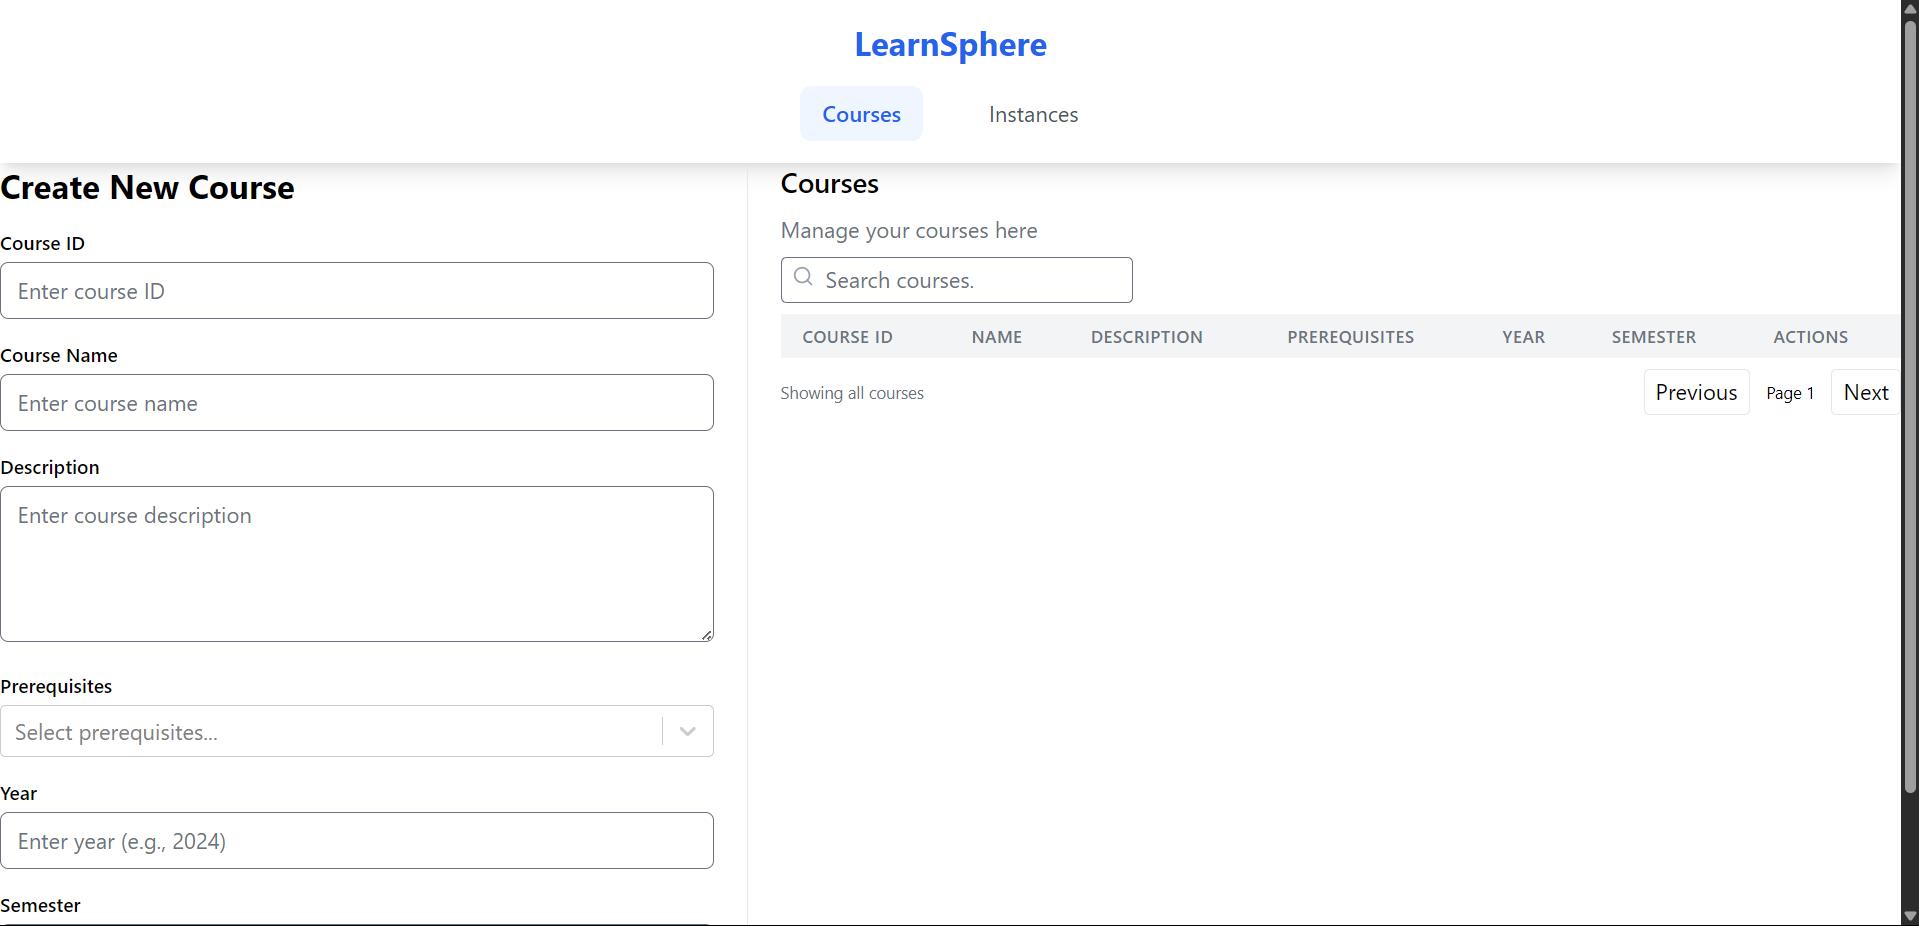 LearnSphere
Courses Instances
Create New Course
Course ID
Enter course ID
Course Name
Enter course name
Description
Enter course description
Prerequisites
Select prerequisites...
Year
Enter year (e.g., 2024)
Semester
Courses
Manage your courses here
Search courses.
COURSE ID NAME DESCRIPTION PREREQUISITES YEAR SEMESTER ACTIONS
Showing all courses Previous Page 1 Next